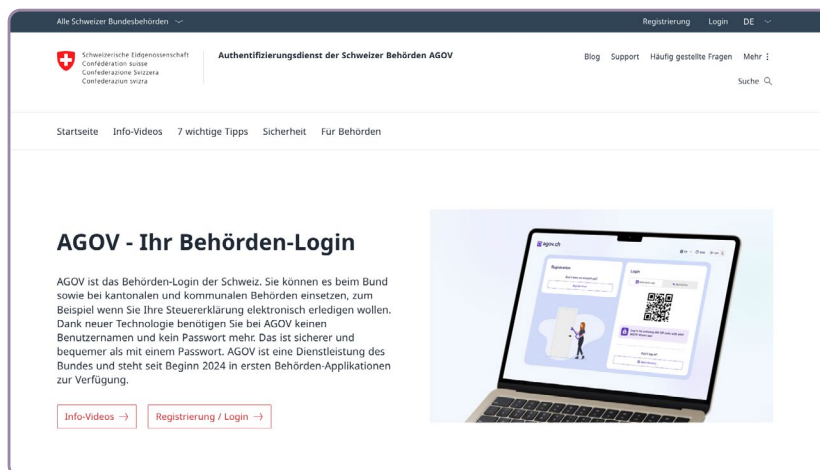 Alle Schweizer Bundesbehörden
Registrierung Login DE
Schweizerische Eidgenossenschaft
Confédération suisse
Confederazione Svizzera
Confederaziun svizra
Authentifizierungsdienst der Schweizer Behörden AGOV
Blog Support Häufig gestellte Fragen Mehr
Suche
Startseite Info-Videos 7 wichtige Tipps Sicherheit Für Behörden
AGOV - Ihr Behörden-Login
AGOV ist das Behörden-Login der Schweiz. Sie können es beim Bund
sowie bei kantonalen und kommunalen Behörden einsetzen, zum
Beispiel wenn Sie Ihre Steuererklärung elektronisch erledigen wollen.
Dank neuer Technologie benötigen Sie bei AGOV keinen
Benutzernamen und kein Passwort mehr. Das ist sicherer und
bequemer als mit einem Passwort. AGOV ist eine Dienstleistung des
Bundes und steht seit Beginn 2024 in ersten Behörden-Applikationen
zur Verfügung.
Info-Videos → Registrierung / Login →
agov.ch
Registration
Login